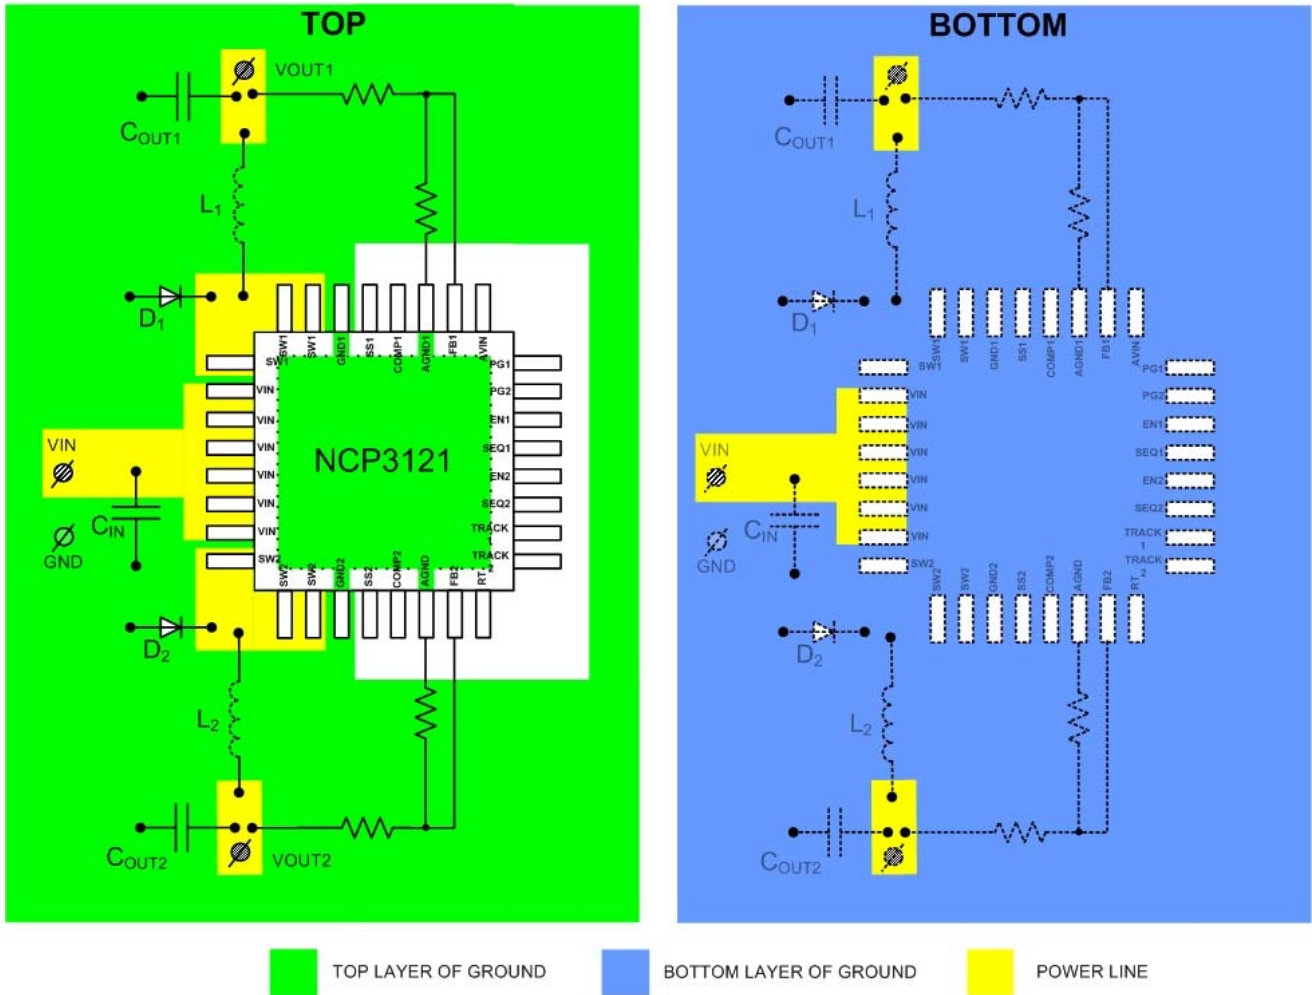 TOP
VOUT1
COUT1
L1
D1
SW1
SW1
GND1
SS1
COMP1
AGND1
FB1
AVIN
SW1
VIN
VIN
VIN
VIN
VIN
VIN
SW2
PG1
PG2
EN1
SEQ1
EN2
SEQ2
TRACK
1
TRACK
2
NCP3121
VIN
CIN
GND
SW2
SW2
GND2
SS2
COMP2
AGND
FB2
RT
D2
L2
COUT2
VOUT2
BOTTOM
COUT1
L1
D1
SW1
SW1
GND1
SS1
COMP1
AGND1
FB1
AVIN
SW1
VIN
VIN
VIN
VIN
VIN
VIN
SW2
PG1
PG2
EN1
SEQ1
EN2
SEQ2
TRACK
1
TRACK
2
VIN
CIN
GND
SW2
SW2
GND2
SS2
COMP2
AGND
FB2
RT
D2
L2
COUT2
TOP LAYER OF GROUND
BOTTOM LAYER OF GROUND
POWER LINE